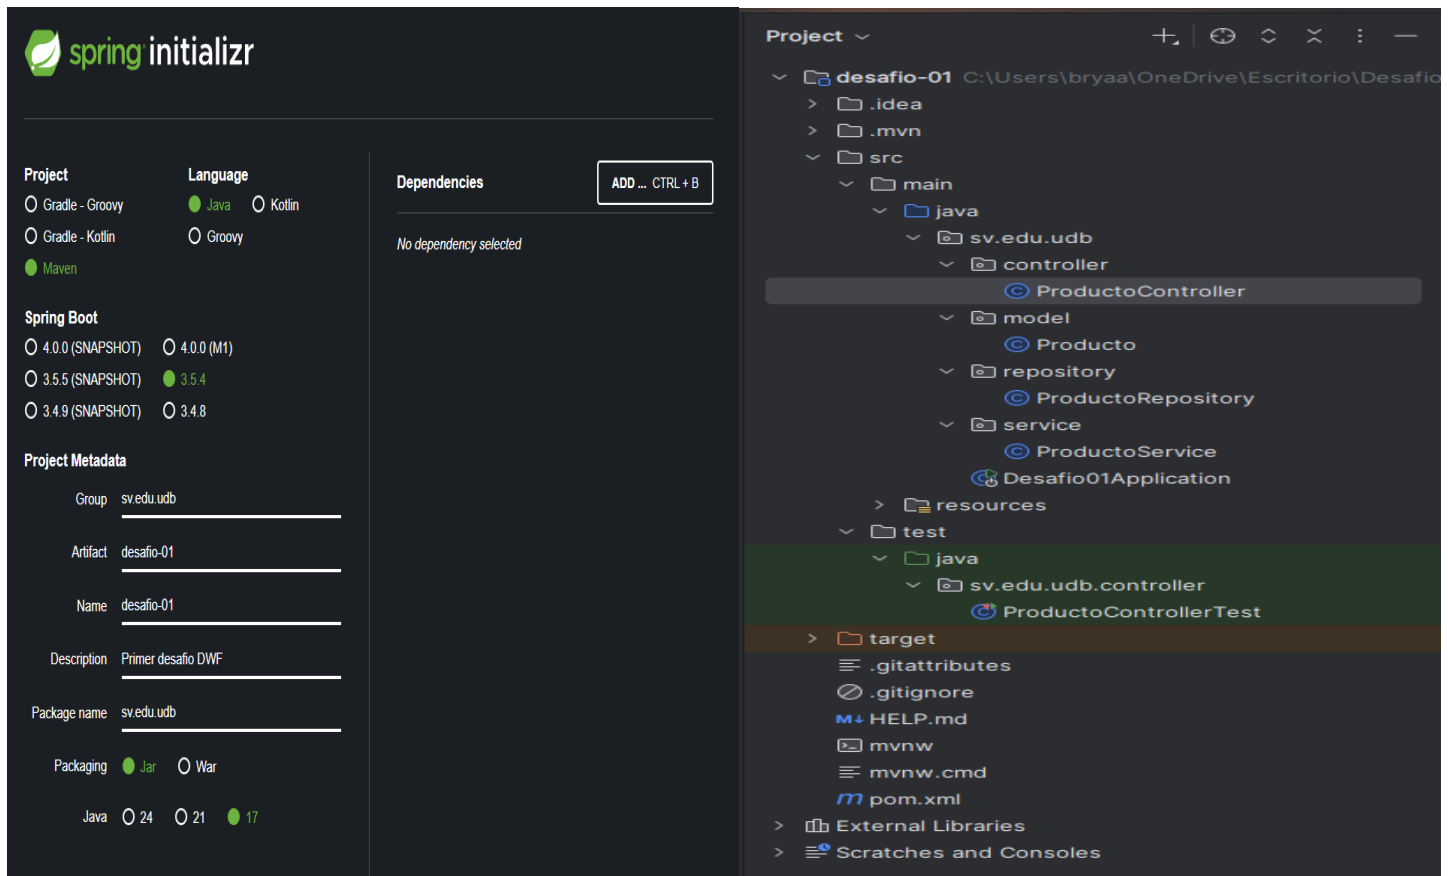 spring initializr
Project
Gradle - Groovy
Gradle - Kotlin
Maven
Language
Java Kotlin
Groovy
Spring Boot
4.0.0 (SNAPSHOT) 4.0.0 (M1)
3.5.5 (SNAPSHOT) 3.5.4
3.4.9 (SNAPSHOT) 3.4.8
Project Metadata
Group sv.edu.udb
Artifact desafio-01
Name desafio-01
Description Primer desafio DWF
Package name sv.edu.udb
Packaging Jar War
Java 24 21 17
Dependencies
ADD ... CTRL + B
No dependency selected
Project
desafio-01 C:\Users\bryaa\OneDrive\Escritorio\Desafio
.idea
.mvn
src
main
java
sv.edu.udb
controller
ProductoController
model
Producto
repository
ProductoRepository
service
ProductoService
Desafio01Application
resources
test
java
sv.edu.udb.controller
ProductoControllerTest
target
.gitattributes
.gitignore
M↓ HELP.md
mvnw
mvnw.cmd
m pom.xml
External Libraries
Scratches and Consoles